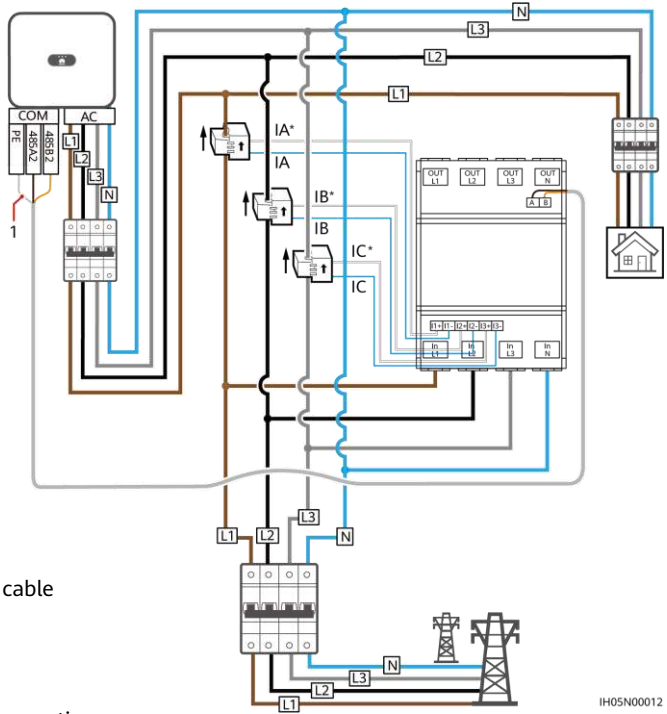 N
L3
L2
L1
COM AC
PE
485A2
485B2
L1
L2
L3
N
1
IA*
IA
IB*
IB
IC*
IC
OUT L1
OUT L2
OUT L3
OUT N
A B
I1+ I1- I2+ I2- I3+ I3-
In L1
In L2
In L3
In N
L3
L1 L2 N
cable
N
L3
L2
L1
IH05N00012